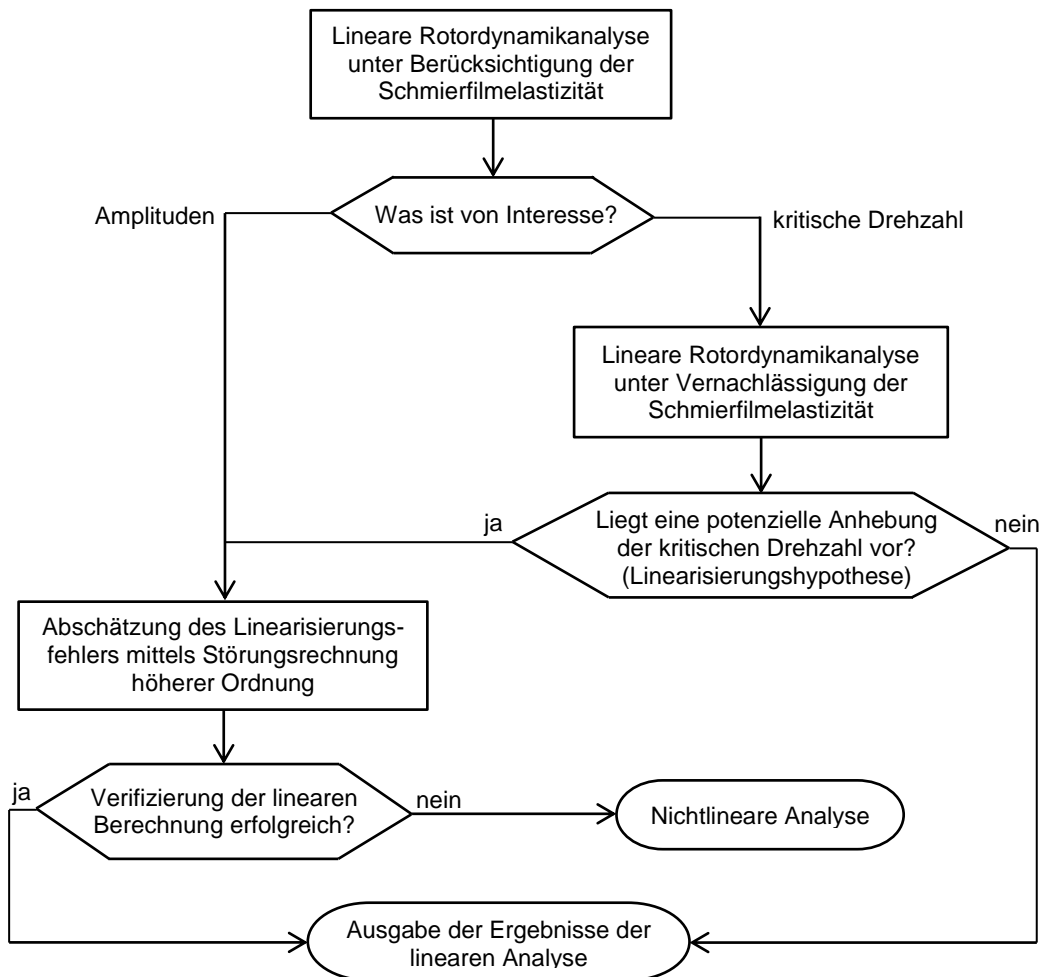 Lineare Rotordynamikanalyse
unter Berücksichtigung der
Schmierfilmelastizität
Was ist von Interesse?
Amplituden
kritische Drehzahl
Lineare Rotordynamikanalyse
unter Vernachlässigung der
Schmierfilmelastizität
ja
Liegt eine potenzielle Anhebung
der kritischen Drehzahl vor?
(Linearisierungshypothese)
nein
Abschätzung des Linearisierungs-
fehlers mittels Störungsrechnung
höherer Ordnung
ja
Verifizierung der linearen
Berechnung erfolgreich?
nein
Nichtlineare Analyse
Ausgabe der Ergebnisse der
linearen Analyse